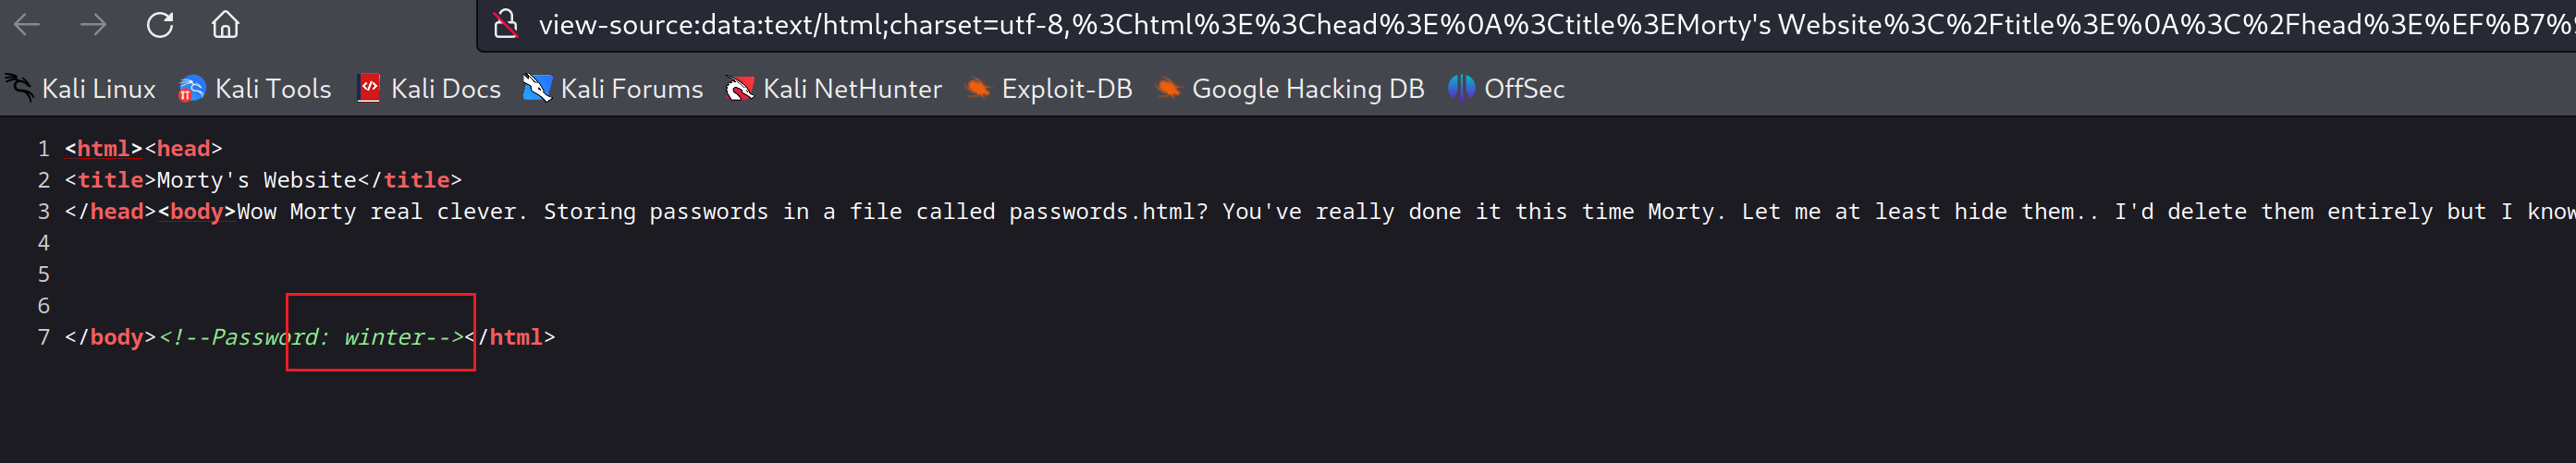 view-source:data:text/html;charset=utf-8,%3Chtml%3E%3Chead%3E%0A%3Ctitle%3EMorty's Website%3C%2Ftitle%3E%0A%3C%2Fhead%3E%EF%B7%
Kali Linux Kali Tools Kali Docs Kali Forums Kali NetHunter Exploit-DB Google Hacking DB OffSec
1 <html><head>
2 <title>Morty's Website</title>
3 </head><body>Wow Morty real clever. Storing passwords in a file called passwords.html? You've really done it this time Morty. Let me at least hide them.. I'd delete them entirely but I know
4
5
6
7 </body><!--Password: winter--></html>